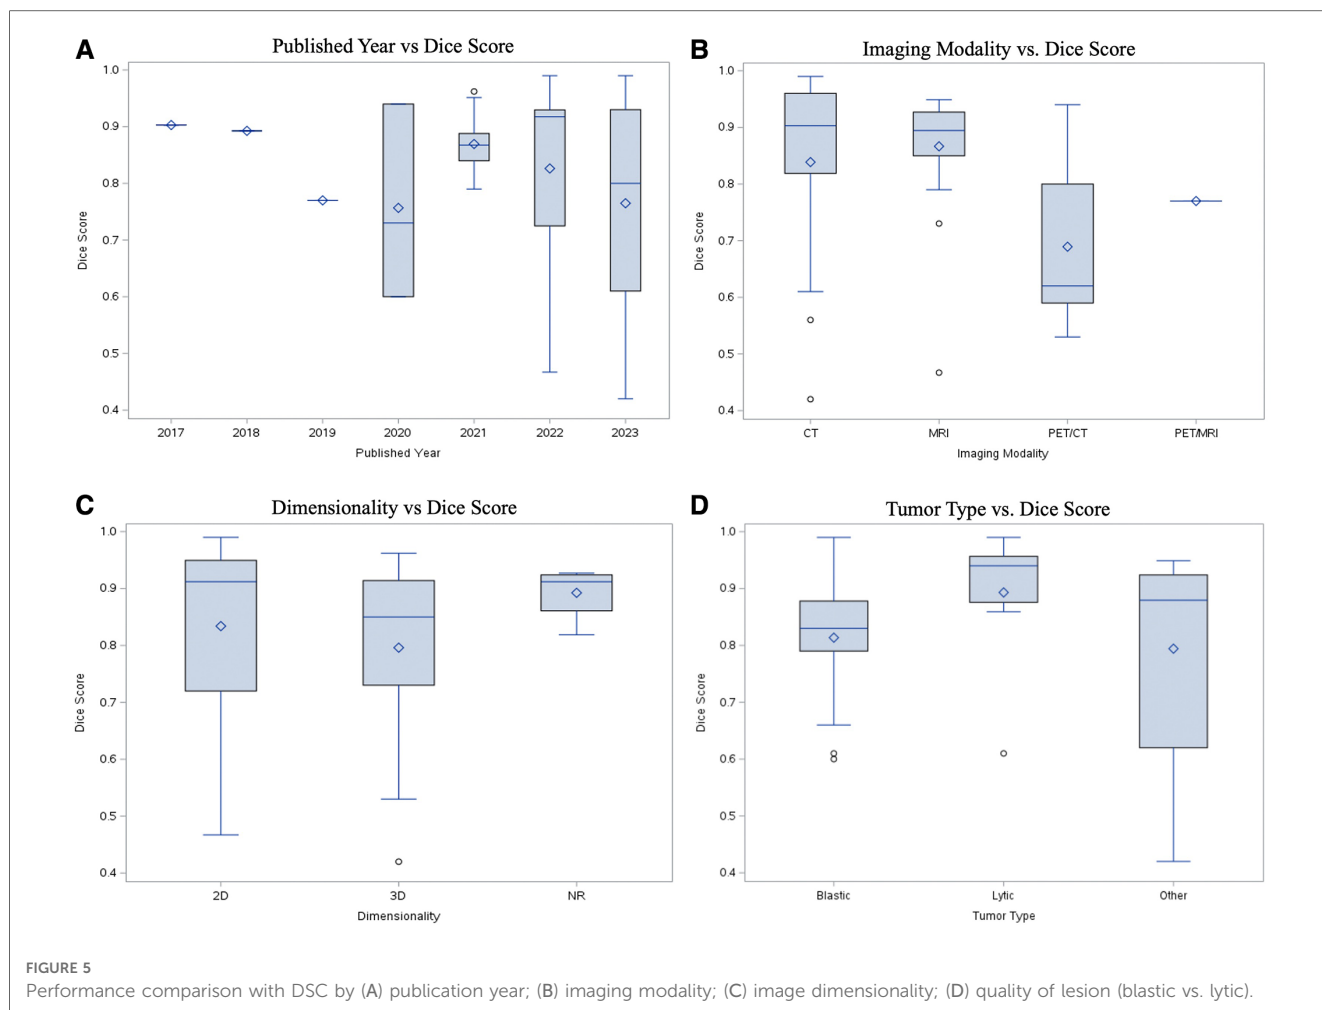 A
Published Year vs Dice Score
1.0
0.9
0.8
0.7
0.6
0.5
0.4
Dice Score
2017 2018 2019 2020 2021 2022 2023
Published Year
B
Imaging Modality vs. Dice Score
1.0
0.9
0.8
0.7
0.6
0.5
0.4
Dice Score
CT MRI PET/CT PET/MRI
Imaging Modality
C
Dimensionality vs Dice Score
1.0
0.9
0.8
0.7
0.6
0.5
0.4
Dice Score
2D 3D NR
Dimensionality
D
Tumor Type vs. Dice Score
1.0
0.9
0.8
0.7
0.6
0.5
0.4
Dice Score
Blastic Lytic Other
Tumor Type
FIGURE 5
Performance comparison with DSC by (A) publication year; (B) imaging modality; (C) image dimensionality; (D) quality of lesion (blastic vs. lytic).